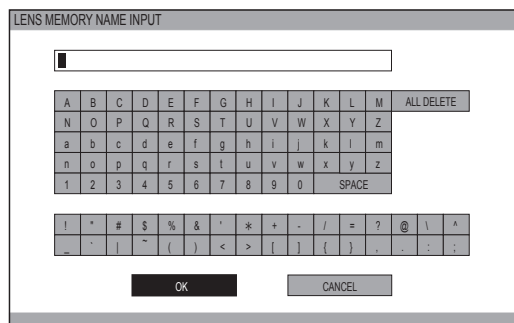 LENS MEMORY NAME INPUT
A B C D E F G H I J K L M ALL DELETE
N O P Q R S T U V W X Y Z
a b c d e f g h i j k l m
n o p q r s t u v w x y z
1 2 3 4 5 6 7 8 9 0 SPACE
! " # $ % & ' * + - / = ? @ \ ^
_ ` | ~ ( ) < > [ ] { } , . : ;
OK CANCEL